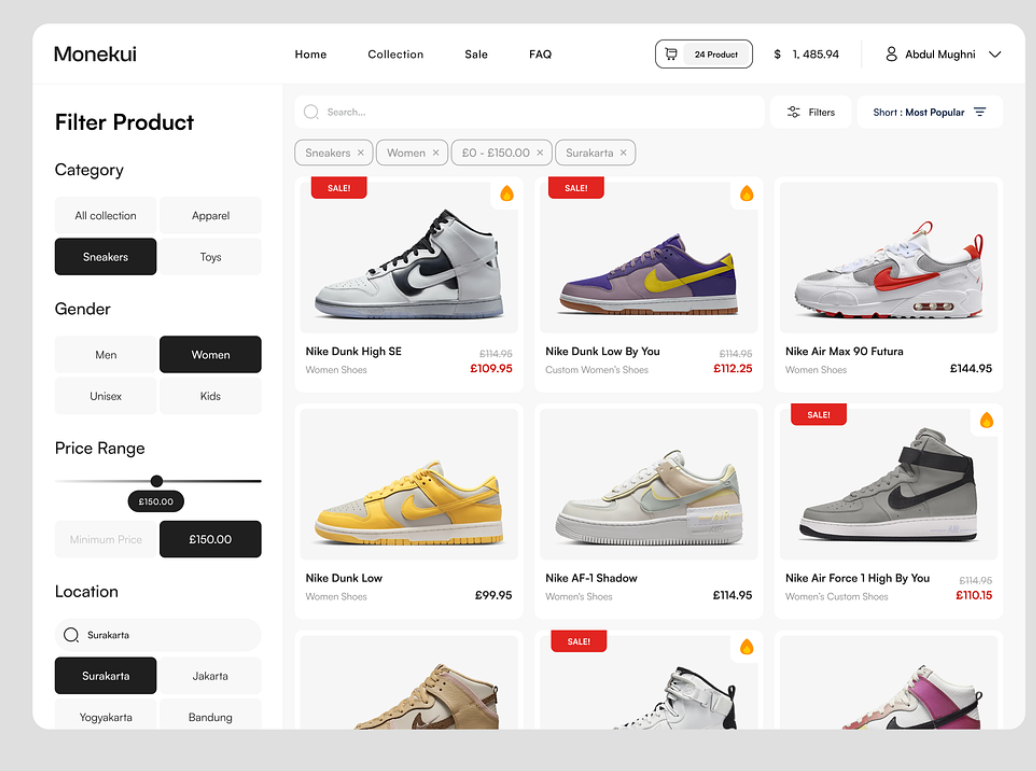 Monekui
Home Collection Sale FAQ
24 Product
$ 1, 485.94
Abdul Mughni
Filter Product
Category
All collection Apparel
Sneakers Toys
Gender
Men Women
Unisex Kids
Price Range
£150.00
Minimum Price £150.00
Location
Surakarta
Surakarta Jakarta
Yogyakarta Bandung
Search...
Filters
Short : Most Popular
Sneakers × Women × £0 - £150.00 × Surakarta ×
SALE!
Nike Dunk High SE £114.95
Women Shoes £109.95
SALE!
Nike Dunk Low By You £114.95
Custom Women's Shoes £112.25
Nike Air Max 90 Futura
Women Shoes £144.95
Nike Dunk Low
Women Shoes £99.95
Nike AF-1 Shadow
Women's Shoes £114.95
SALE!
Nike Air Force 1 High By You £114.95
Women's Custom Shoes £110.15
SALE!